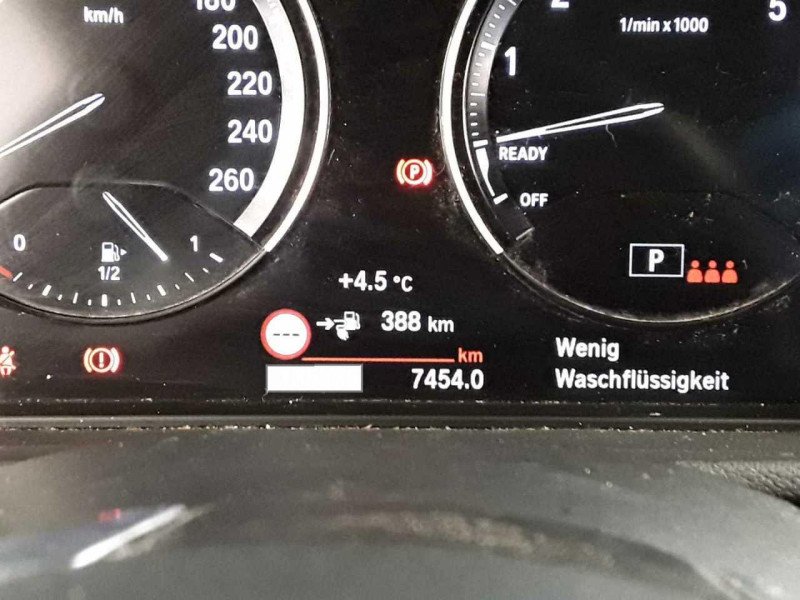 km/h
180
200
220
240
260
0
1/2
1
2
5
1/min x 1000
1
READY
OFF
P
P
+4.5 °C
--- 388 km
km
7454.0
Wenig
Waschflüssigkeit